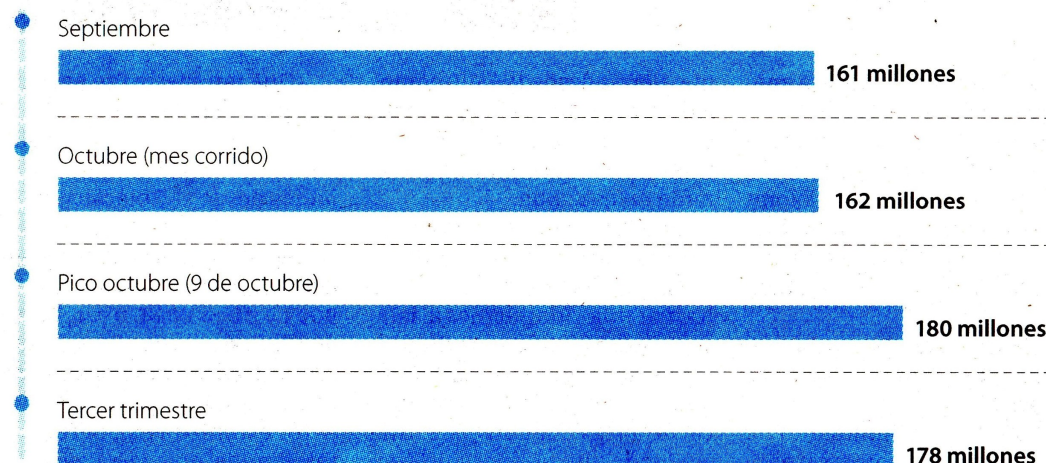 Septiembre
161 millones
Octubre (mes corrido)
162 millones
Pico octubre (9 de octubre)
180 millones
Tercer trimestre
178 millones